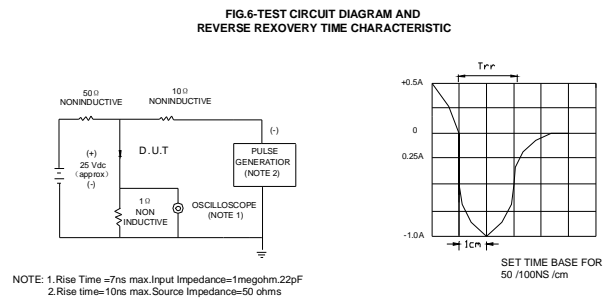 FIG.6-TEST CIRCUIT DIAGRAM AND
REVERSE REXOVERY TIME CHARACTERISTIC
50Ω
NONINDUCTIVE
10Ω
NONINDUCTIVE
(+)
25 Vdc
(approx)
(-)
D.U.T
1Ω
NON
INDUCTIVE
OSCILLOSCOPE
(NOTE 1)
(-)
PULSE
GENERATIOR
(NOTE 2)
Trr
+0.5A
0
0.25A
-1.0A
1cm
SET TIME BASE FOR
50 /100NS /cm
NOTE: 1.Rise Time =7ns max.Input Impedance=1megohm.22pF
2.Rise time=10ns max.Source Impedance=50 ohms